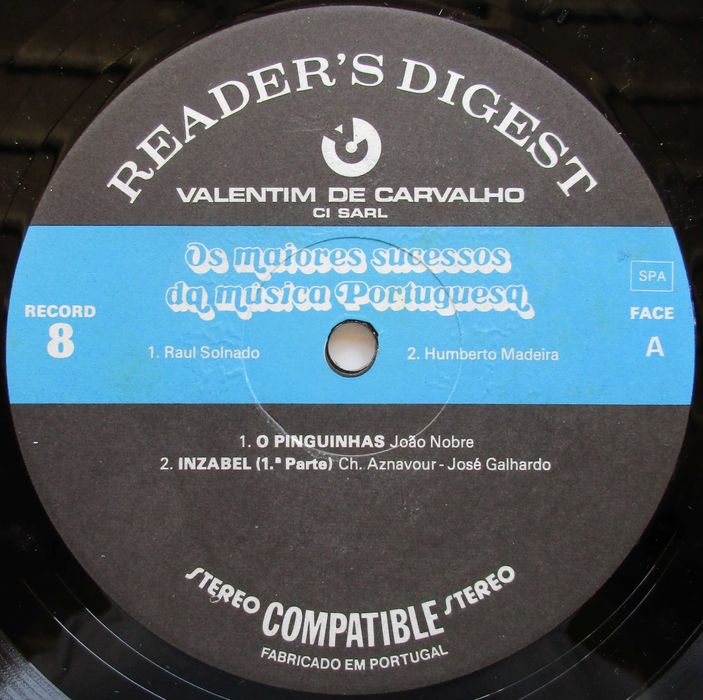 READER'S DIGEST
VALENTIM DE CARVALHO
CI SARL
Os maiores sucessos
da música Portuguesa
SPA
RECORD
8
FACE
A
1. Raul Solnado
2. Humberto Madeira
1. O PINGUINHAS João Nobre
2. INZABEL (1.ª Parte) Ch. Aznavour - José Galhardo
STEREO COMPATIBLE STEREO
FABRICADO EM PORTUGAL